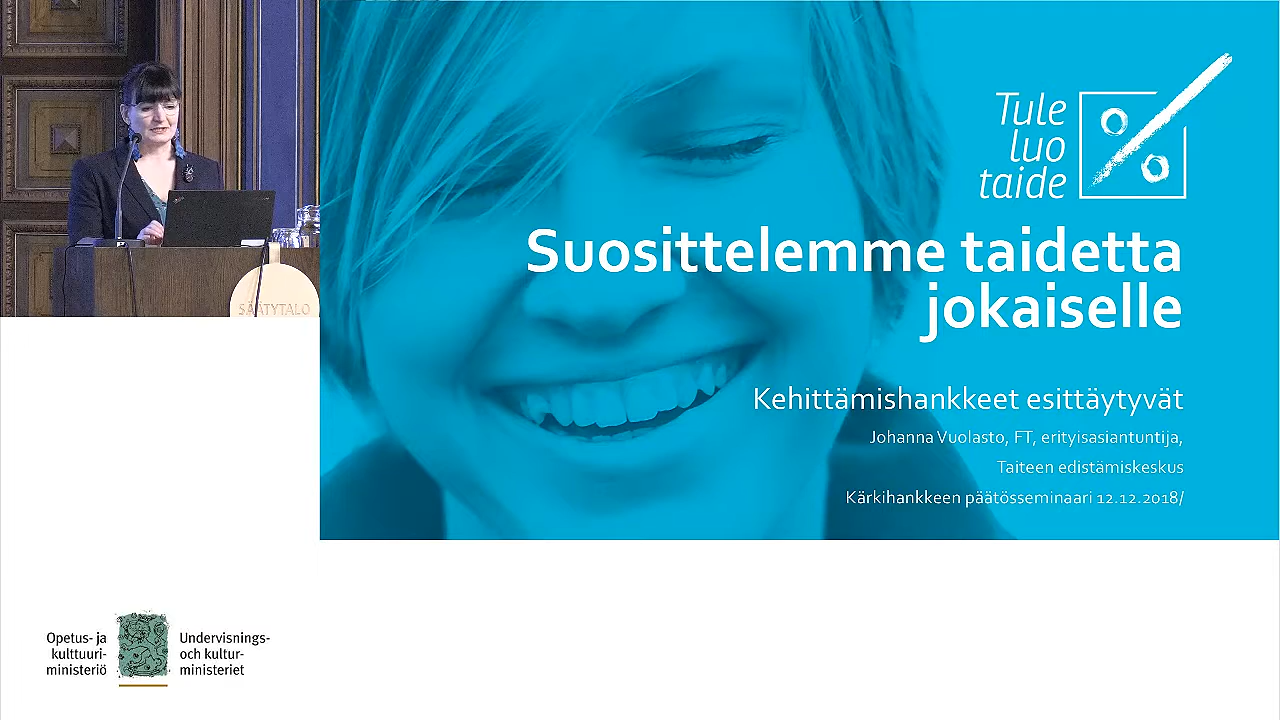 Tule
luo
taide
Suosittelemme taidetta
jokaiselle
Kehittämishankkeet esittäytyvät
Johanna Vuolasto, FT, erityisasiantuntija,
Taiteen edistämiskeskus
Kärkihankkeen päätösseminaari 12.12.2018/
SÄÄTYTALO
Opetus- ja
kulttuuri-
ministeriö
Undervisnings-
och kultur-
ministeriet